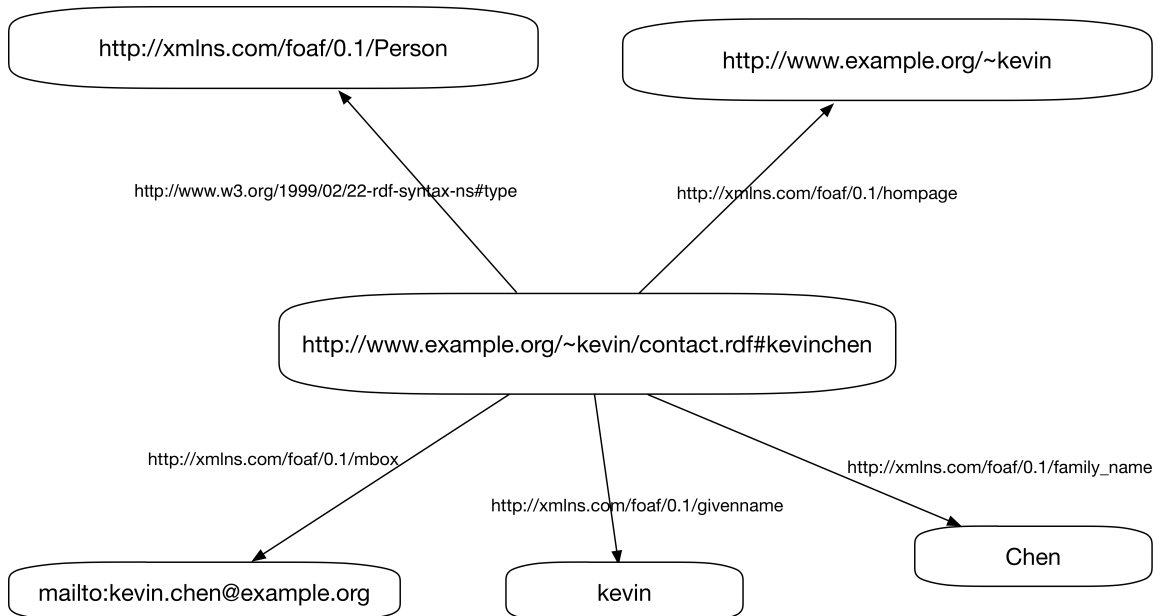 http://xmlns.com/foaf/0.1/Person
http://www.example.org/~kevin
http://www.w3.org/1999/02/22-rdf-syntax-ns#type
http://xmlns.com/foaf/0.1/hompage
http://www.example.org/~kevin/contact.rdf#kevinchen
http://xmlns.com/foaf/0.1/mbox
http://xmlns.com/foaf/0.1/family_name
http://xmlns.com/foaf/0.1/givenname
Chen
mailto:kevin.chen@example.org
kevin